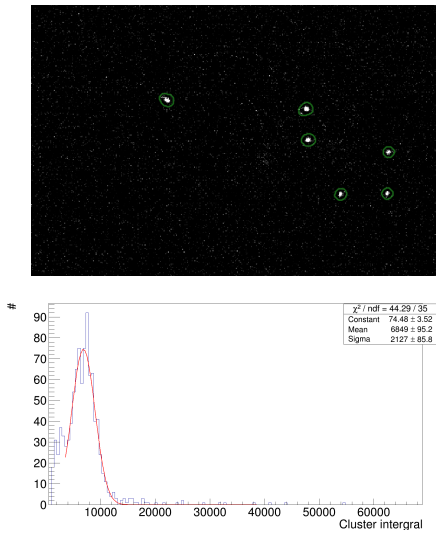 #
χ² / ndf = 44.29 / 35
Constant 74.48 ± 3.52
Mean 6849 ± 95.2
Sigma 2127 ± 85.8
90
80
70
60
50
40
30
20
10
0
10000 20000 30000 40000 50000 60000
Cluster intergral